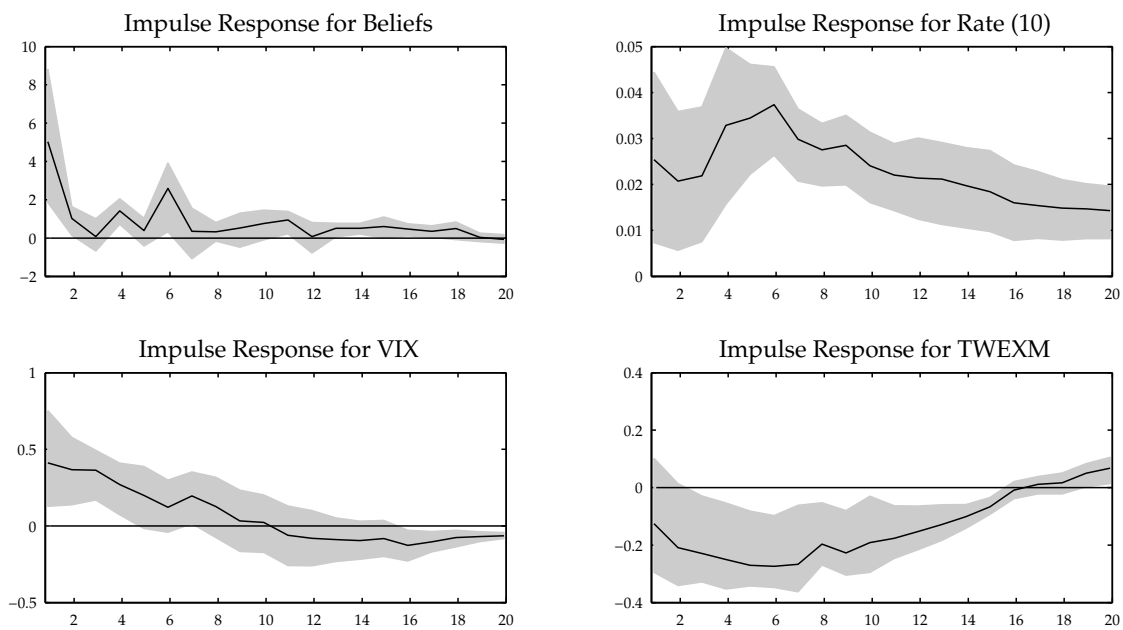 Impulse Response for Beliefs
10
8
6
4
2
0
−2
2 4 6 8 10 12 14 16 18 20
Impulse Response for Rate (10)
0.05
0.04
0.03
0.02
0.01
0
2 4 6 8 10 12 14 16 18 20
Impulse Response for VIX
1
0.5
0
−0.5
2 4 6 8 10 12 14 16 18 20
Impulse Response for TWEXM
0.4
0.2
0
−0.2
−0.4
2 4 6 8 10 12 14 16 18 20